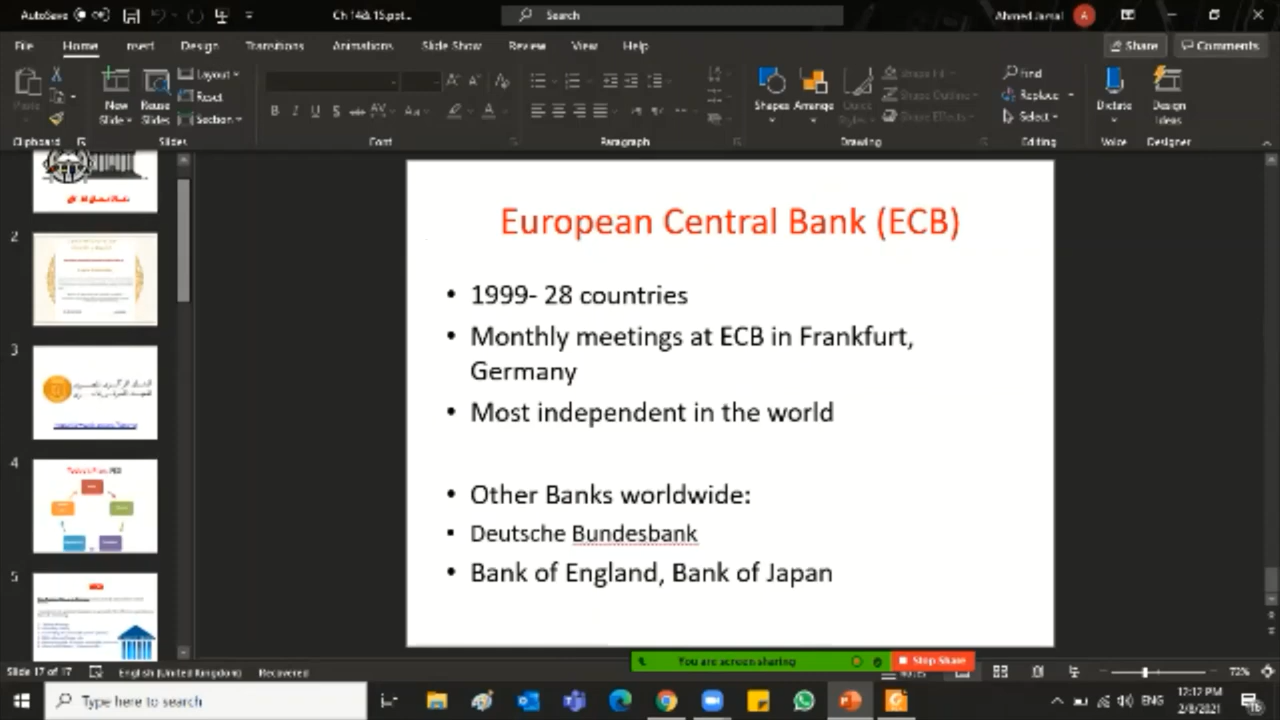 AutoSave
Ch 14& 15.ppt...
Search
Ahmed Jamal
A
File Home Insert Design Transitions Animations Slide Show Review View Help
Share
Comments
Paste
New
Slide
Reuse
Slides
Layout
Reset
Section
Shapes
Arrange
Quick
Styles
Shape Fill
Shape Outline
Shape Effects
Find
Replace
Select
Dictate
Design
Ideas
Clipboard
Slides
Font
Paragraph
Drawing
Editing
Voice
Designer
2
3
4
5
European Central Bank (ECB)
• 1999- 28 countries
• Monthly meetings at ECB in Frankfurt,
Germany
• Most independent in the world
• Other Banks worldwide:
• Deutsche Bundesbank
• Bank of England, Bank of Japan
You are screen sharing
Stop Share
Slide 17 of 17
English (United Kingdom)
Recovered
72%
Type here to search
ENG
12:12 PM
2/8/2021